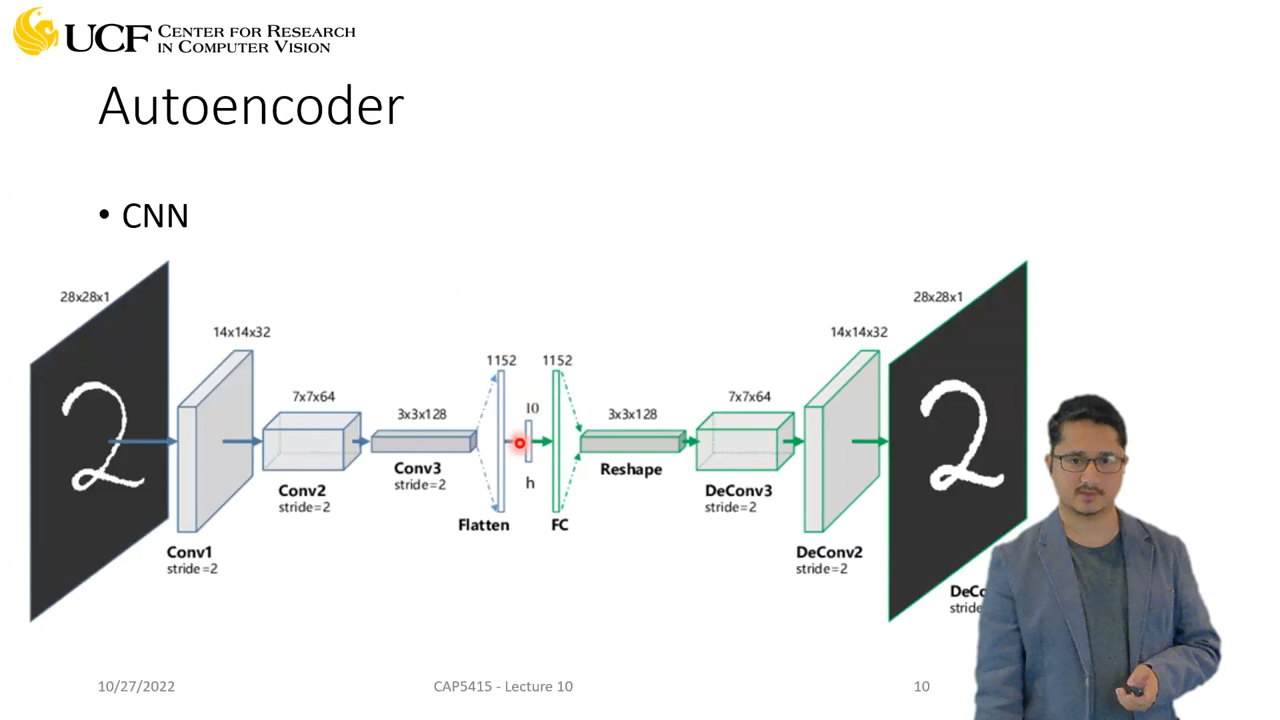 UCF CENTER FOR RESEARCH
IN COMPUTER VISION
Autoencoder
• CNN
28x28x1
14x14x32
7x7x64
3x3x128
1152
1152
10
3x3x128
7x7x64
14x14x32
28x28x1
Conv1
stride=2
Conv2
stride=2
Conv3
stride=2
Flatten
h
FC
Reshape
DeConv3
stride=2
DeConv2
stride=2
2
2
10/27/2022
CAP5415 - Lecture 10
10